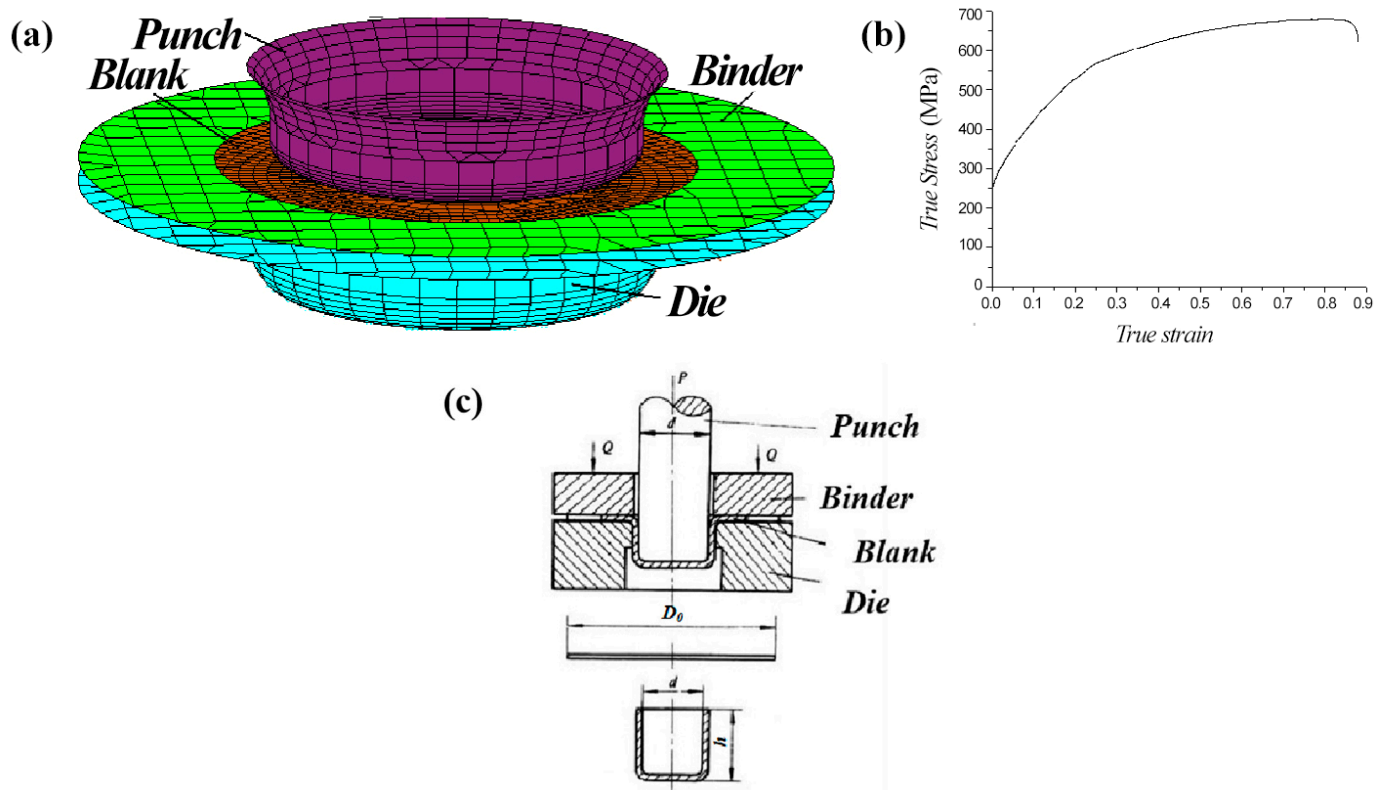 (a)
Punch
Blank
Binder
Die
(b)
True Stress (MPa)
700
600
500
400
300
200
100
0
0.0 0.1 0.2 0.3 0.4 0.5 0.6 0.7 0.8 0.9
True strain
(c)
P
d
Q Q
Punch
Binder
Blank
Die
D₀
d
h